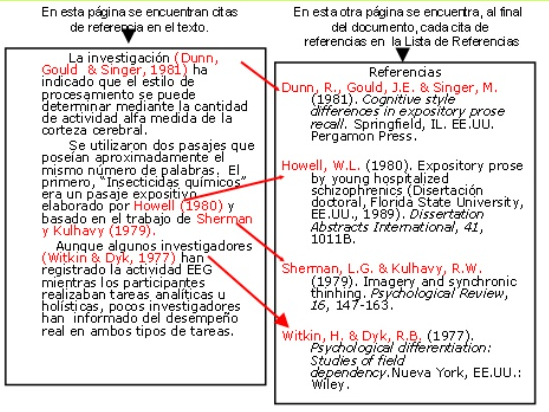 En esta página se encuentran citas
de referencia en el texto.
La investigación (Dunn,
Gould & Singer, 1981) ha
indicado que el estilo de
procesamiento se puede
determinar mediante la cantidad
de actividad alfa medida de la
corteza cerebral.
Se utilizaron dos pasajes que
poseían aproximadamente el
mismo número de palabras. El
primero, “Insecticidas químicos”
era un pasaje expositivo
elaborado por Howell (1980) y
basado en el trabajo de Sherman
y Kulhavy (1979).
Aunque algunos investigadores
(Witkin & Dyk, 1977) han
registrado la actividad EEG
mientras los participantes
realizaban tareas analíticas u
holísticas, pocos investigadores
han informado del desempeño
real en ambos tipos de tareas.
En esta otra página se encuentra, al final
del documento, cada cita de
referencias en la Lista de Referencias
Referencias
Dunn, R., Gould, J.E. & Singer, M.
(1981). Cognitive style
differences in expository prose
recall. Springfield, IL. EE.UU.
Pergamon Press.
Howell, W.L. (1980). Expository prose
by young hospitalized
schizophrenics (Disertación
doctoral, Florida State University,
EE.UU., 1989). Dissertation
Abstracts International, 41,
1011B.
Sherman, L.G. & Kulhavy, R.W.
(1979). Imagery and synchronic
thinhing. Psychological Review,
16, 147-163.
Witkin, H. & Dyk, R.B. (1977).
Psychological differentiation:
Studies of field
dependency.Nueva York, EE.UU.:
Wiley.